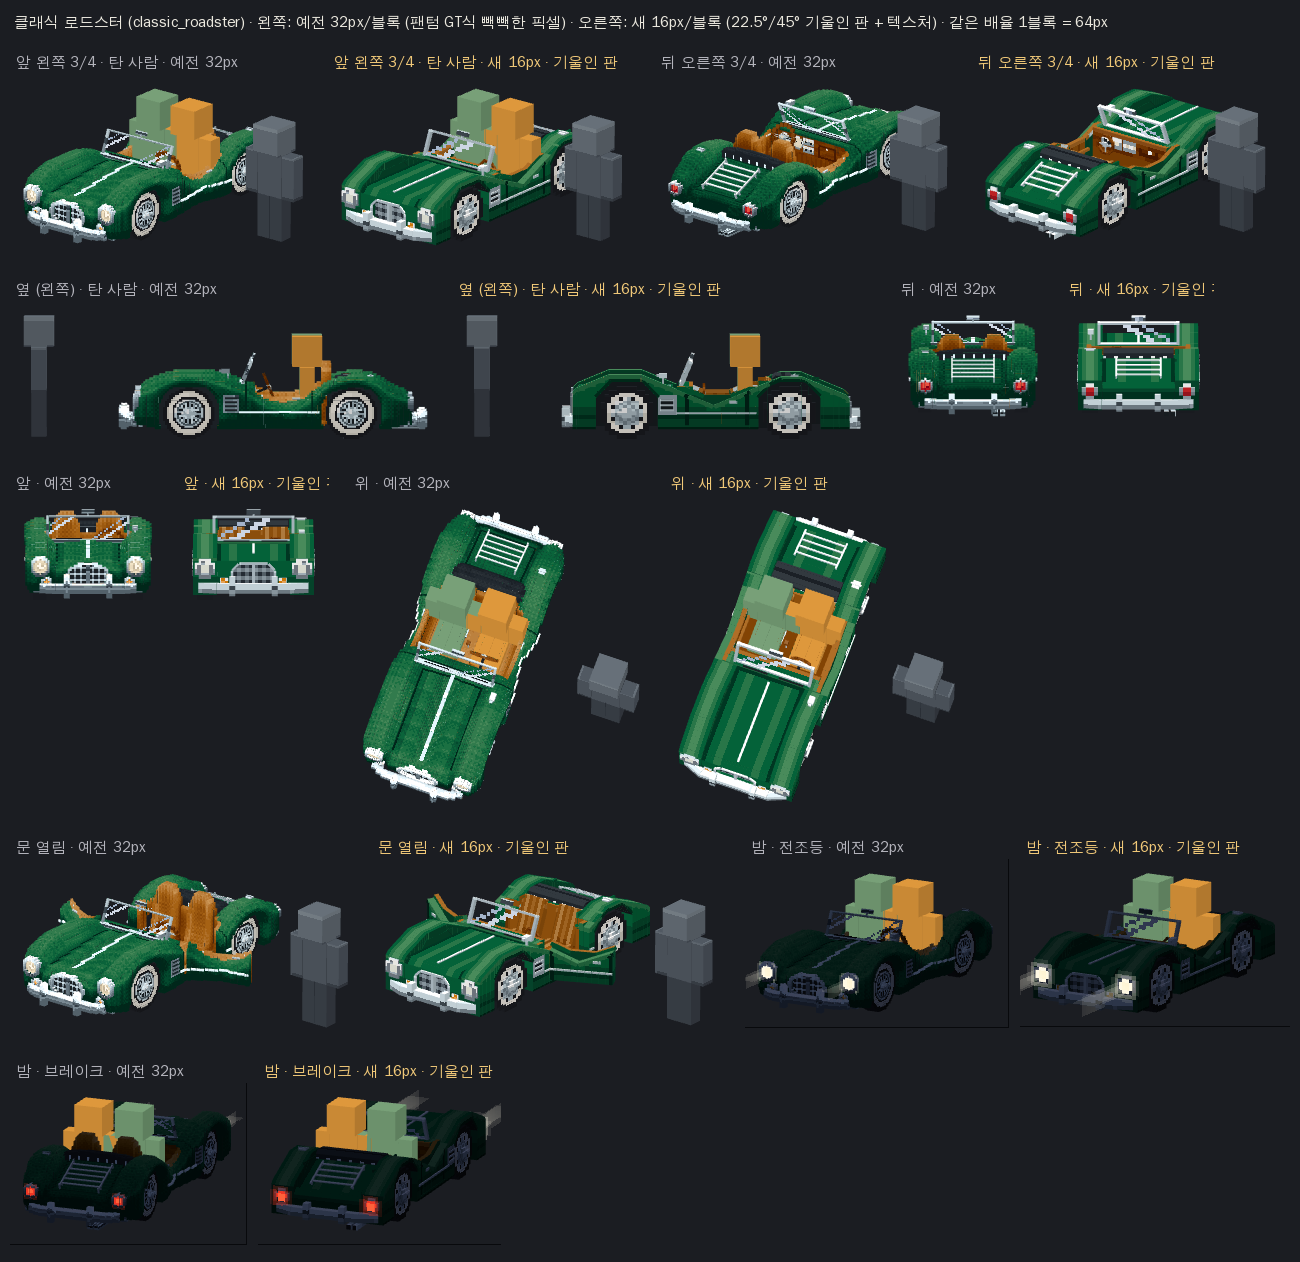 클래식 로드스터 (classic_roadster) · 왼쪽: 예전 32px/블록 (팬텀 GT식 빽빽한 픽셀) · 오른쪽: 새 16px/블록 (22.5°/45° 기울인 판 + 텍스처) · 같은 배율 1블록 = 64px
앞 왼쪽 3/4 · 탄 사람 · 예전 32px
앞 왼쪽 3/4 · 탄 사람 · 새 16px · 기울인 판
뒤 오른쪽 3/4 · 예전 32px
뒤 오른쪽 3/4 · 새 16px · 기울인 판
옆 (왼쪽) · 탄 사람 · 예전 32px
옆 (왼쪽) · 탄 사람 · 새 16px · 기울인 판
뒤 · 예전 32px
뒤 · 새 16px · 기울인
앞 · 예전 32px
앞 · 새 16px · 기울인
위 · 예전 32px
위 · 새 16px · 기울인 판
문 열림 · 예전 32px
문 열림 · 새 16px · 기울인 판
밤 · 전조등 · 예전 32px
밤 · 전조등 · 새 16px · 기울인 판
밤 · 브레이크 · 예전 32px
밤 · 브레이크 · 새 16px · 기울인 판